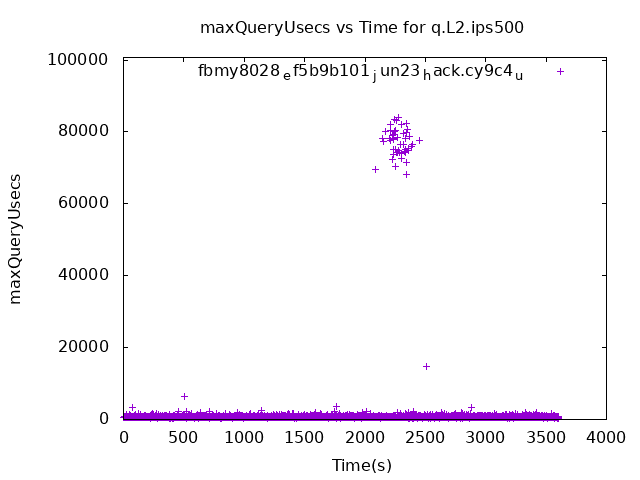 maxQueryUsecs vs Time for q.L2.ips500
100000
fbmy8028ef5b9b101jun23hack.cy9c4u
80000
60000
maxQueryUsecs
40000
20000
0
0 500 1000 1500 2000 2500 3000 3500 4000
Time(s)